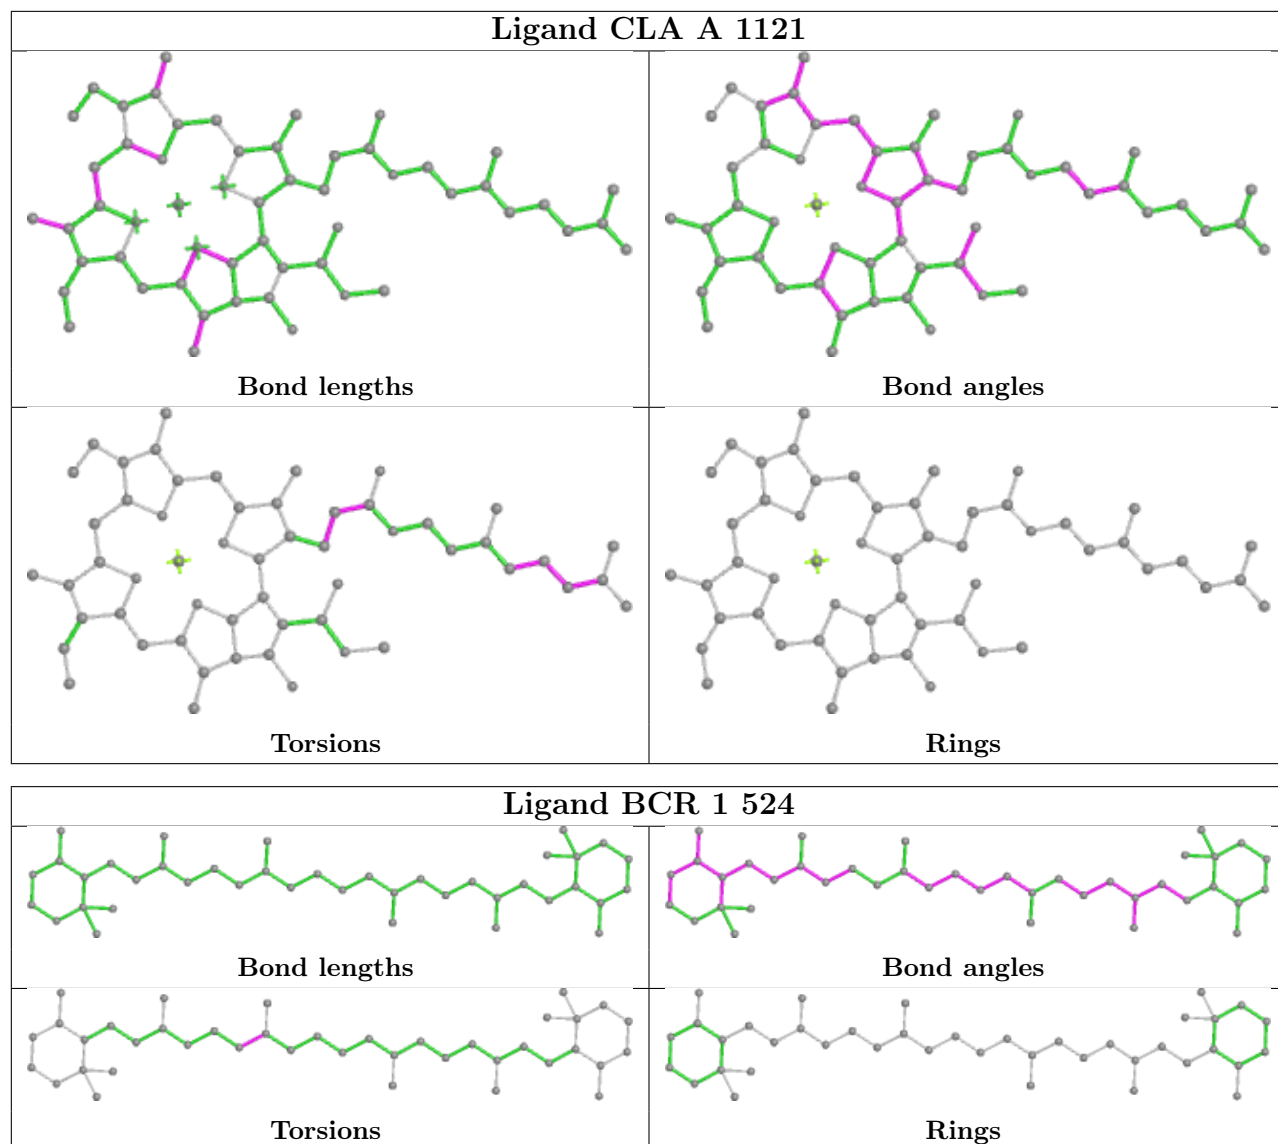 Ligand CLA A 1121
Bond lengths
Bond angles
Torsions
Rings
Ligand BCR 1 524
Bond lengths
Bond angles
Torsions
Rings